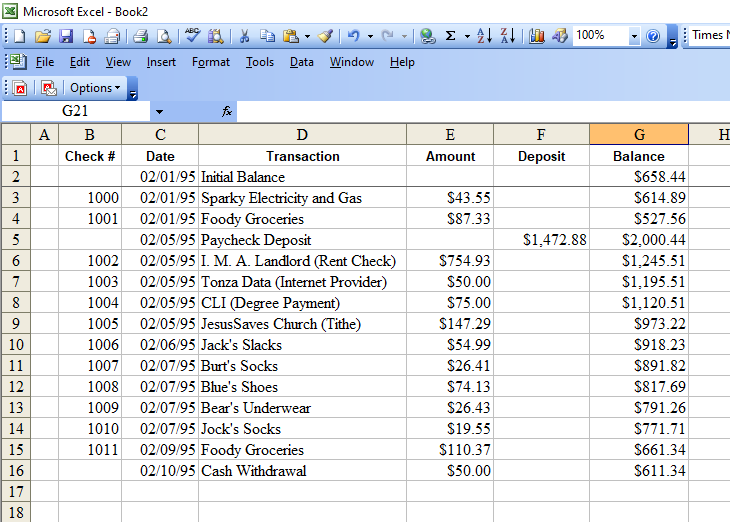 Microsoft Excel - Book2
ABC Σ A Z Z A 100% Times N
File Edit View Insert Format Tools Data Window Help
Options
G21 fx
A B C D E F G H
1 Check # Date Transaction Amount Deposit Balance
2 02/01/95 Initial Balance $658.44
3 1000 02/01/95 Sparky Electricity and Gas $43.55 $614.89
4 1001 02/01/95 Foody Groceries $87.33 $527.56
5 02/05/95 Paycheck Deposit $1,472.88 $2,000.44
6 1002 02/05/95 I. M. A. Landlord (Rent Check) $754.93 $1,245.51
7 1003 02/05/95 Tonza Data (Internet Provider) $50.00 $1,195.51
8 1004 02/05/95 CLI (Degree Payment) $75.00 $1,120.51
9 1005 02/05/95 JesusSaves Church (Tithe) $147.29 $973.22
10 1006 02/06/95 Jack's Slacks $54.99 $918.23
11 1007 02/07/95 Burt's Socks $26.41 $891.82
12 1008 02/07/95 Blue's Shoes $74.13 $817.69
13 1009 02/07/95 Bear's Underwear $26.43 $791.26
14 1010 02/07/95 Jock's Socks $19.55 $771.71
15 1011 02/09/95 Foody Groceries $110.37 $661.34
16 02/10/95 Cash Withdrawal $50.00 $611.34
17
18